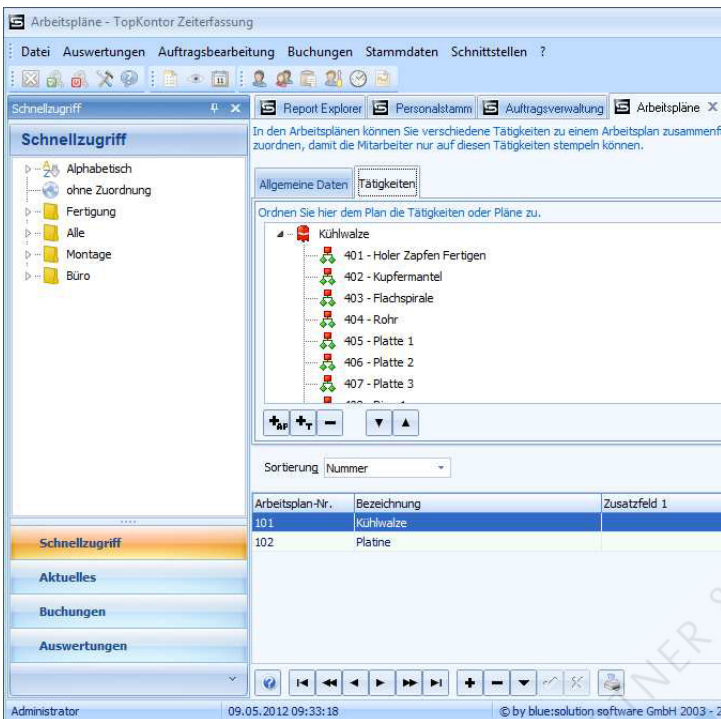 Arbeitspläne - TopKontor Zeiterfassung
Datei Auswertungen Auftragsbearbeitung Buchungen Stammdaten Schnittstellen ?
Schnellzugriff
Report Explorer Personalstamm Auftragsverwaltung Arbeitspläne
Schnellzugriff
Alphabetisch
ohne Zuordnung
Fertigung
Alle
Montage
Büro
In den Arbeitsplänen können Sie verschiedene Tätigkeiten zu einem Arbeitsplan
zuordnen, damit die Mitarbeiter nur auf diesen Tätigkeiten stempeln können.
Allgemeine Daten Tätigkeiten
Ordnen Sie hier dem Plan die Tätigkeiten oder Pläne zu.
Kühlwalze
401 - Holer Zapfen Fertigen
402 - Kupfermantel
403 - Flachspirale
404 - Rohr
405 - Platte 1
406 - Platte 2
407 - Platte 3
AP T
Sortierung Nummer
Arbeitsplan-Nr. Bezeichnung Zusatzfeld 1
101 Kühlwalze
102 Platine
Schnellzugriff
Aktuelles
Buchungen
Auswertungen
Administrator 09.05.2012 09:33:18 © by blue:solution software GmbH 2003 - 2